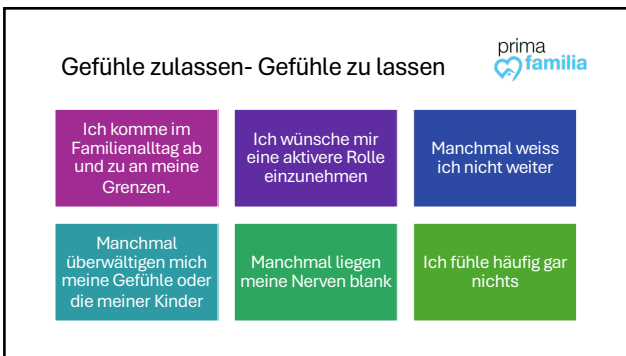 Gefühle zulassen- Gefühle zu lassen
prima
familia
Ich komme im
Familienalltag ab
und zu an meine
Grenzen.
Ich wünsche mir
eine aktivere Rolle
einzunehmen
Manchmal weiss
ich nicht weiter
Manchmal
überwältigen mich
meine Gefühle oder
die meiner Kinder
Manchmal liegen
meine Nerven blank
Ich fühle häufig gar
nichts